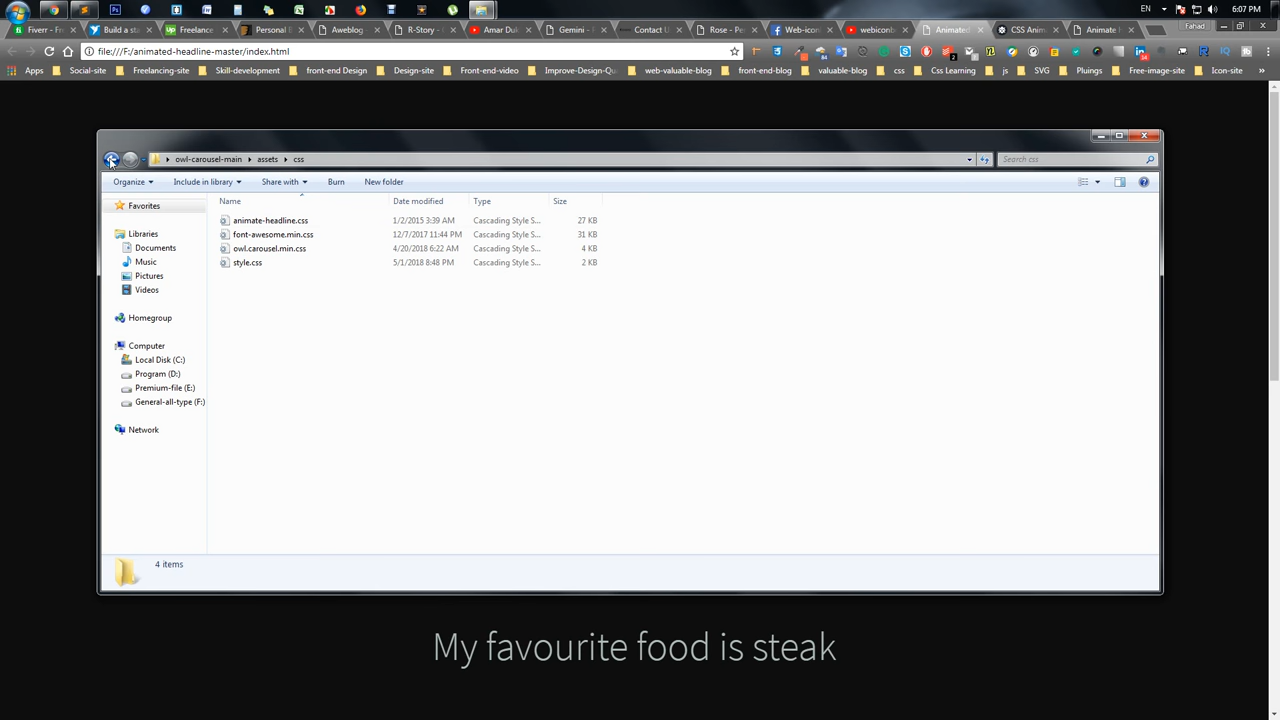 EN
6:07 PM
Fiverr - Fr
Build a sta
Freelance
Personal B
Aweblog
R-Story - P
Amar Duk
Gemini - R
Contact U
Rose - Per
Web-icon
webiconb
Animated
CSS Anim
Animate H
Fahad
file:///F:/animated-headline-master/index.html
Apps
Social-site
Freelancing-site
Skill-development
front-end Design
Design-site
Front-end-video
Improve-Design-Qu
web-valuable-blog
front-end-blog
valuable-blog
css
Css Learning
js
SVG
Pluings
Free-image-site
Icon-site
owl-carousel-main
assets
css
Search css
Organize
Include in library
Share with
Burn
New folder
Name
Date modified
Type
Size
Favorites
animate-headline.css 1/2/2015 3:39 AM Cascading Style S... 27 KB
font-awesome.min.css 12/7/2017 11:44 PM Cascading Style S... 31 KB
owl.carousel.min.css 4/20/2018 6:22 AM Cascading Style S... 4 KB
style.css 5/1/2018 8:48 PM Cascading Style S... 2 KB
Libraries
Documents
Music
Pictures
Videos
Homegroup
Computer
Local Disk (C:)
Program (D:)
Premium-file (E:)
General-all-type (F:)
Network
4 items
My favourite food is steak